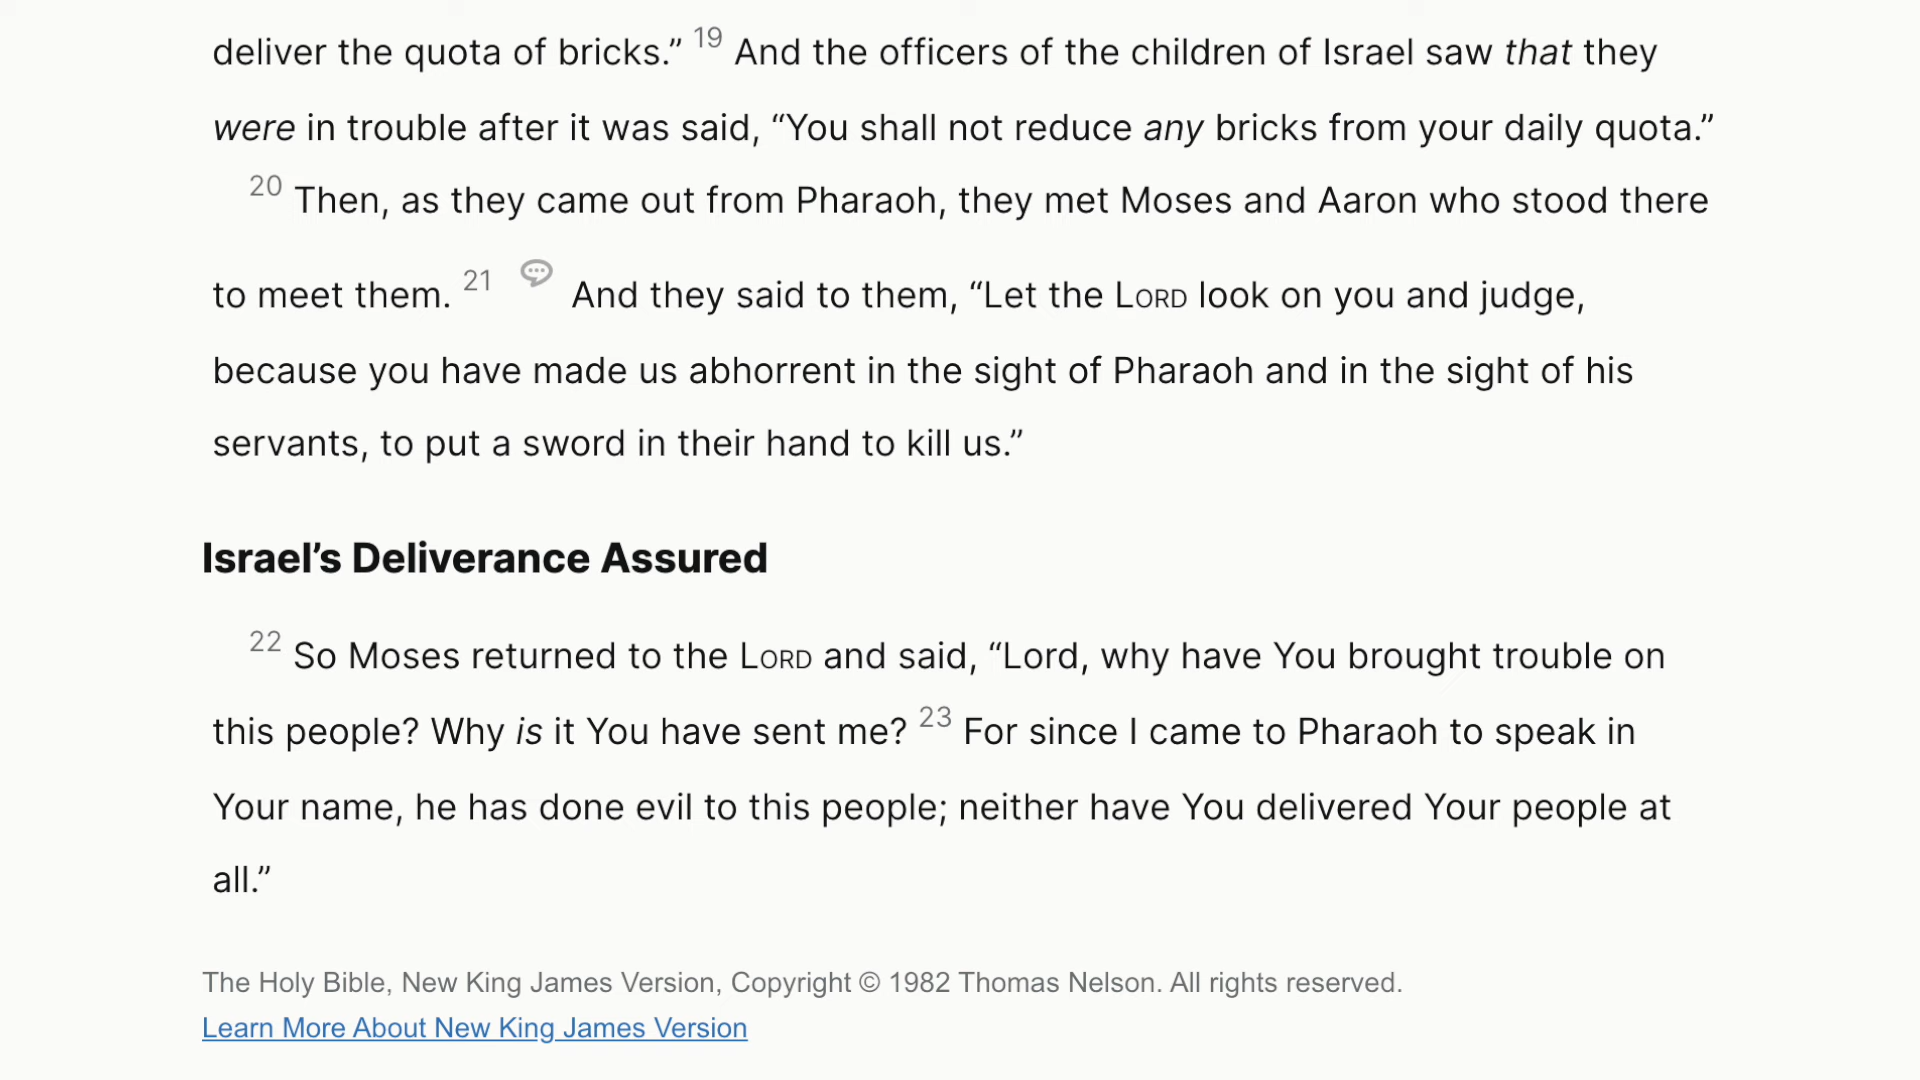 deliver the quota of bricks.” 19 And the officers of the children of Israel saw that they
were in trouble after it was said, “You shall not reduce any bricks from your daily quota.”
20 Then, as they came out from Pharaoh, they met Moses and Aaron who stood there
to meet them. 21 And they said to them, “Let the LORD look on you and judge,
because you have made us abhorrent in the sight of Pharaoh and in the sight of his
servants, to put a sword in their hand to kill us.”
Israel’s Deliverance Assured
22 So Moses returned to the LORD and said, “Lord, why have You brought trouble on
this people? Why is it You have sent me? 23 For since I came to Pharaoh to speak in
Your name, he has done evil to this people; neither have You delivered Your people at
all.”
The Holy Bible, New King James Version, Copyright © 1982 Thomas Nelson. All rights reserved.
Learn More About New King James Version